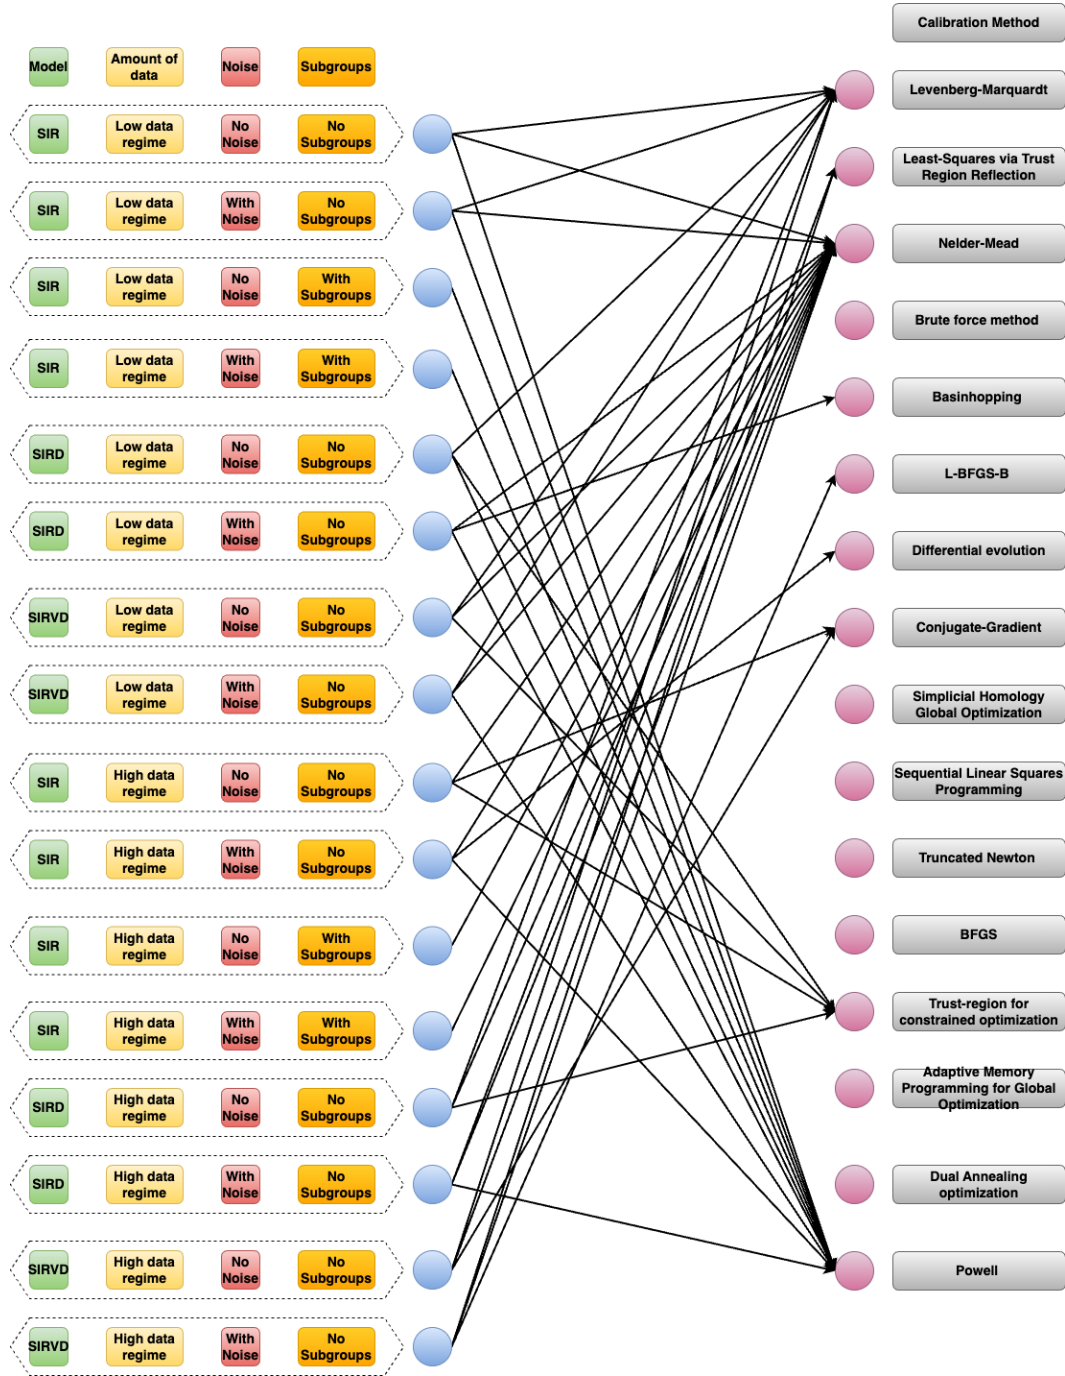 Calibration Method
Model
Amount of
data
Noise
Subgroups
Levenberg-Marquardt
SIR
Low data
regime
No
Noise
No
Subgroups
Least-Squares via Trust
Region Reflection
SIR
Low data
regime
With
Noise
No
Subgroups
Nelder-Mead
SIR
Low data
regime
No
Noise
With
Subgroups
Brute force method
SIR
Low data
regime
With
Noise
With
Subgroups
Basinhopping
SIRD
Low data
regime
No
Noise
No
Subgroups
L-BFGS-B
SIRD
Low data
regime
With
Noise
No
Subgroups
Differential evolution
SIRVD
Low data
regime
No
Noise
No
Subgroups
Conjugate-Gradient
SIRVD
Low data
regime
With
Noise
No
Subgroups
Simplicial Homology
Global Optimization
SIR
High data
regime
No
Noise
No
Subgroups
Sequential Linear Squares
Programming
SIR
High data
regime
With
Noise
No
Subgroups
Truncated Newton
SIR
High data
regime
No
Noise
With
Subgroups
BFGS
SIR
High data
regime
With
Noise
With
Subgroups
Trust-region for
constrained optimization
SIRD
High data
regime
No
Noise
No
Subgroups
Adaptive Memory
Programming for Global
Optimization
SIRD
High data
regime
With
Noise
No
Subgroups
Dual Annealing
optimization
SIRVD
High data
regime
No
Noise
No
Subgroups
Powell
SIRVD
High data
regime
With
Noise
No
Subgroups